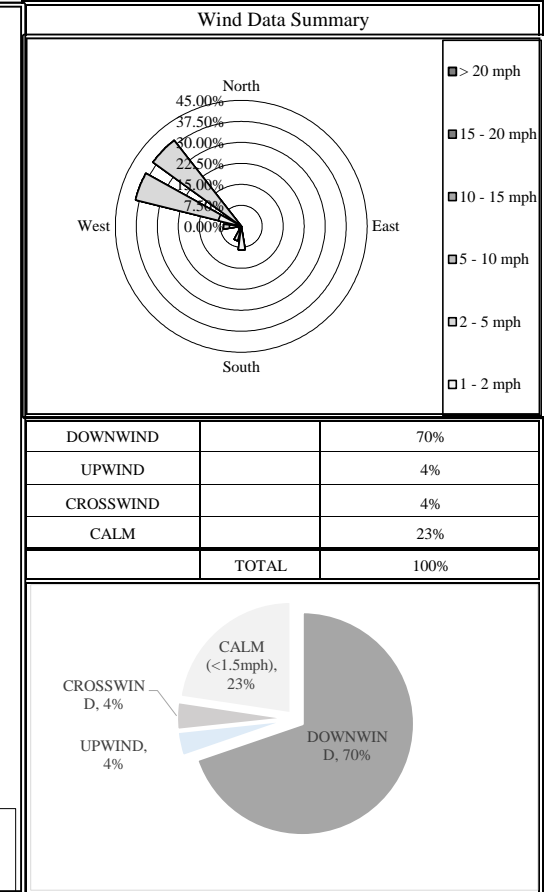 Wind Data Summary
North
45.00%
37.50%
30.00%
22.50%
15.00%
7.50%
0.00%
West
East
South
> 20 mph
15 - 20 mph
10 - 15 mph
5 - 10 mph
2 - 5 mph
1 - 2 mph
DOWNWIND 70%
UPWIND 4%
CROSSWIND 4%
CALM 23%
TOTAL 100%
CALM
(<1.5mph),
23%
CROSSWIN
D, 4%
UPWIND,
4%
DOWNWIN
D, 70%